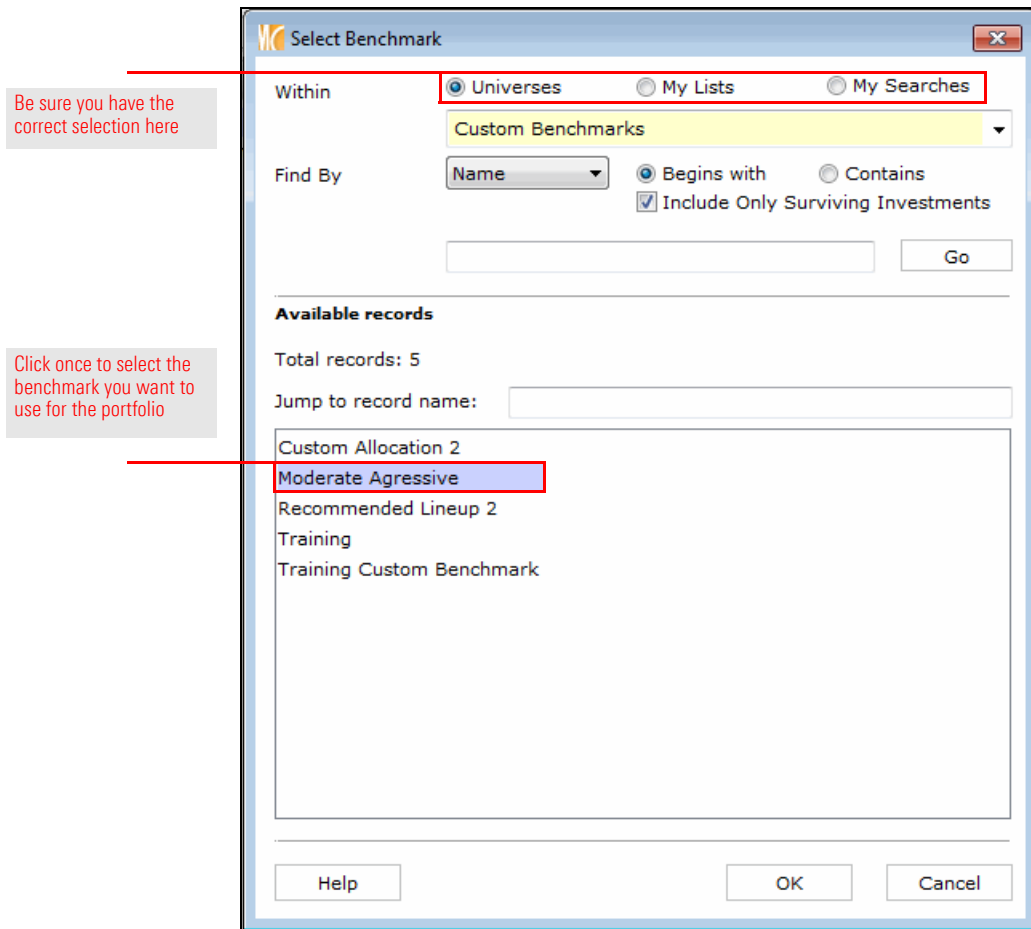 Select Benchmark
Be sure you have the
correct selection here
Within Universes My Lists My Searches
Custom Benchmarks
Find By Name Begins with Contains
Include Only Surviving Investments
Go
Available records
Click once to select the
benchmark you want to
use for the portfolio
Total records: 5
Jump to record name:
Custom Allocation 2
Moderate Agressive
Recommended Lineup 2
Training
Training Custom Benchmark
Help OK Cancel